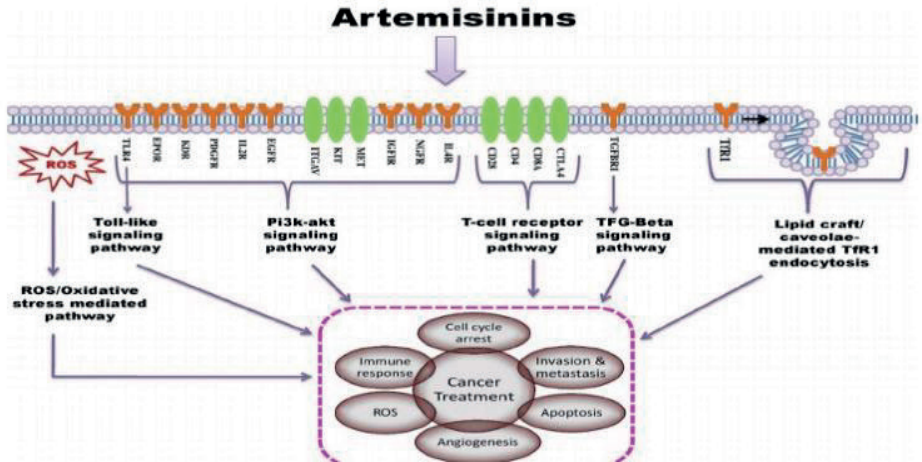 Artemisinins
TLR4
EPOR
KDR
PDGFR
IL2R
EGFR
ITGAV
KIT
MET
IGFIR
NGFR
IL4R
CD28
CD4
CD8A
CTLA4
TGFBR1
TfR1
ROS
Toll-like
signaling
pathway
Pi3k-akt
signaling
pathway
T-cell receptor
signaling
pathway
TFG-Beta
signaling
pathway
Lipid craft/
caveolae-
mediated TfR1
endocytosis
ROS/Oxidative
stress mediated
pathway
Cell cycle
arrest
Immune
response
Invasion &
metastasis
Cancer
Treatment
ROS
Apoptosis
Angiogenesis